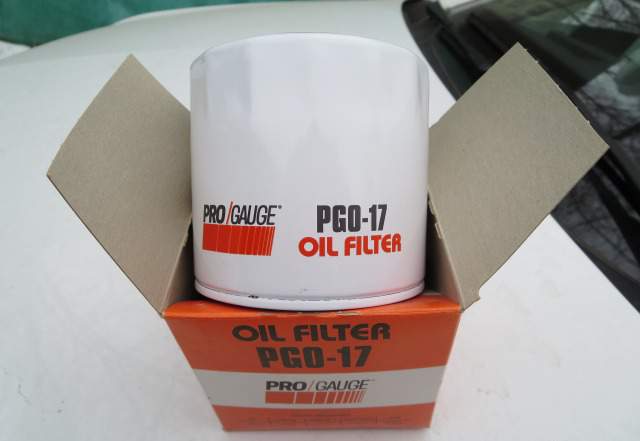 PRO/GAUGE®
PGO-17
OIL FILTER
OIL FILTER
PGO-17
PRO/GAUGE